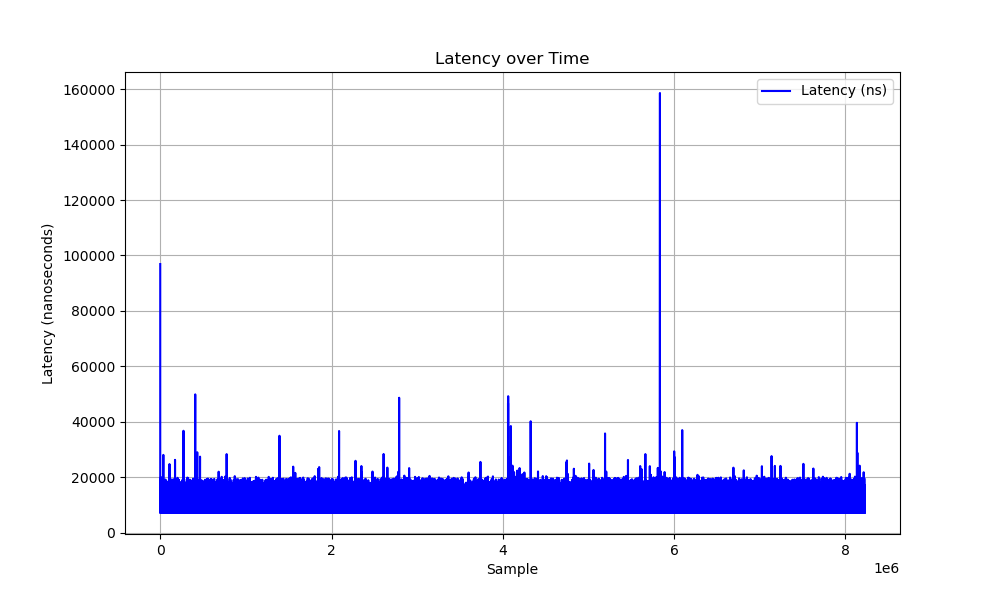 Latency over Time
Latency (ns)
Latency (nanoseconds)
160000
140000
120000
100000
80000
60000
40000
20000
0
0 2 4 6 8
1e6
Sample